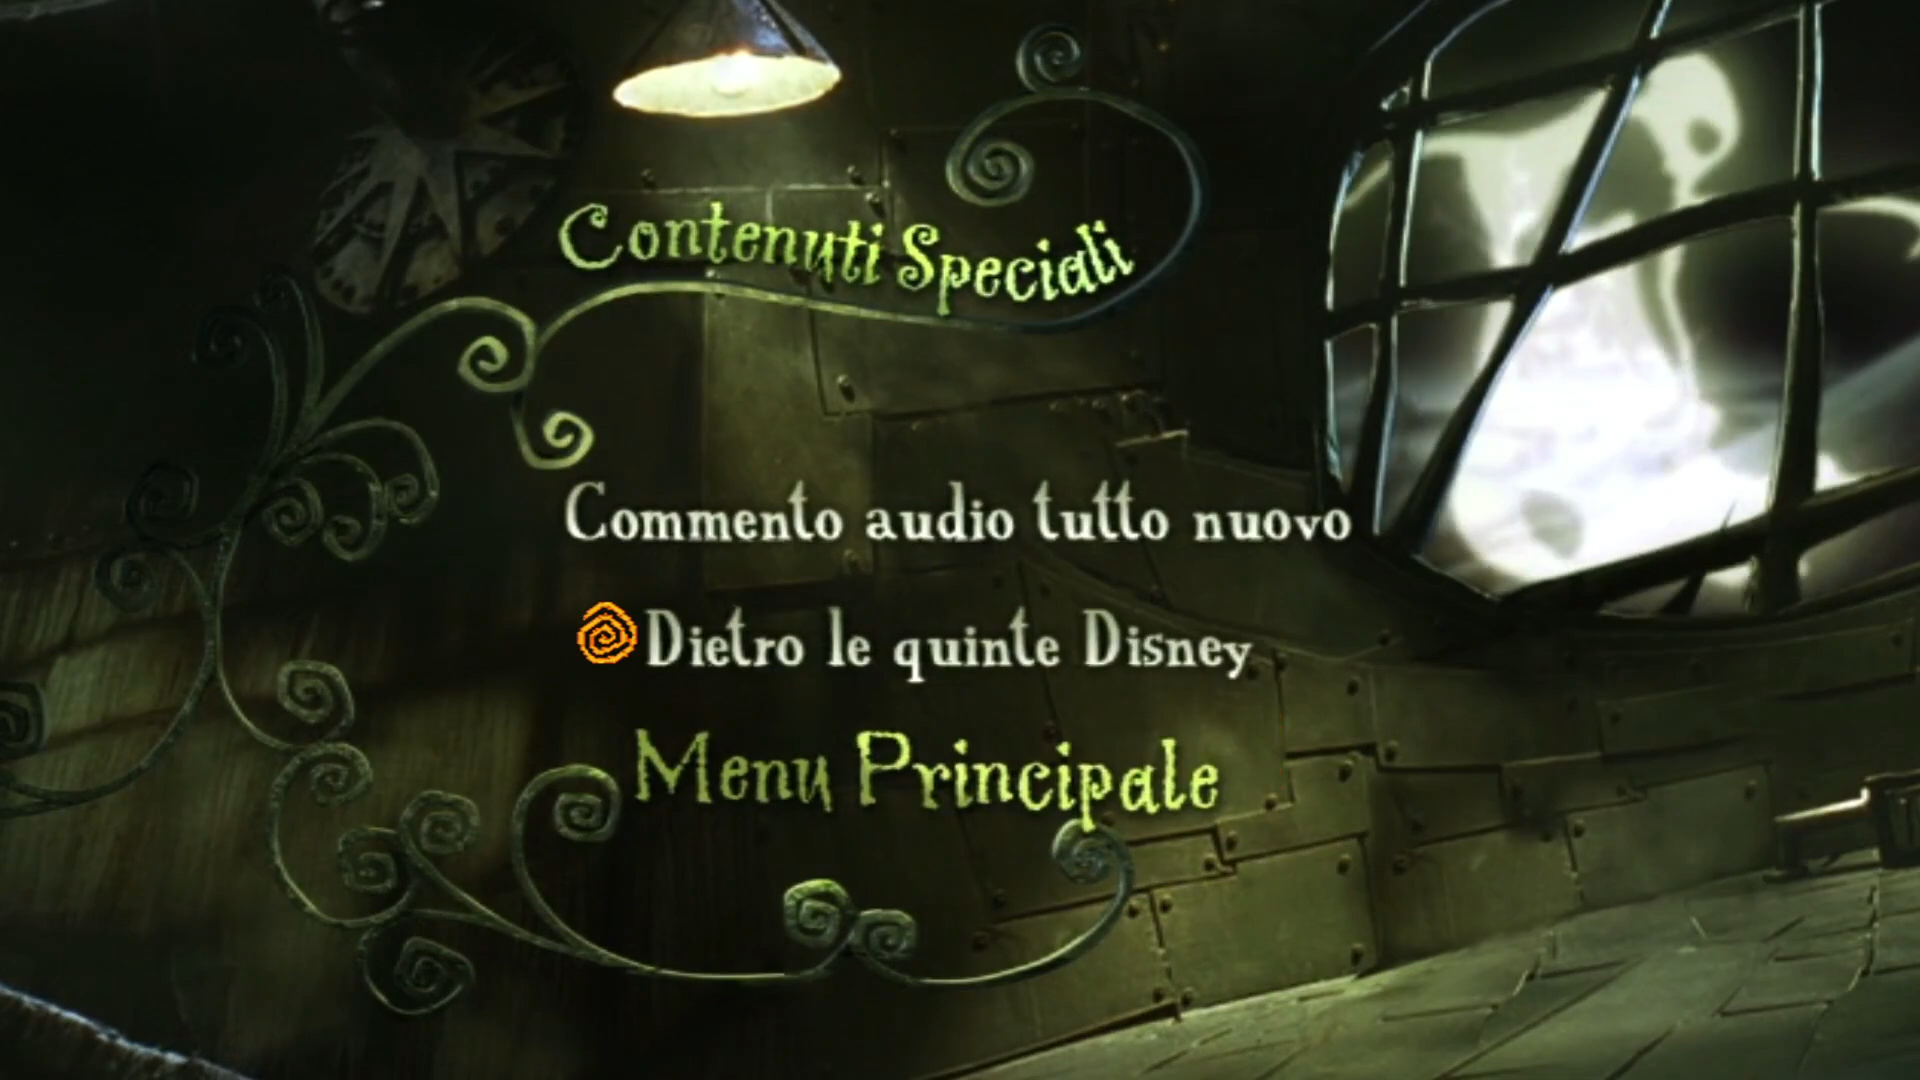 Contenuti Speciali
Commento audio tutto nuovo
Dietro le quinte Disney
Menu Principale